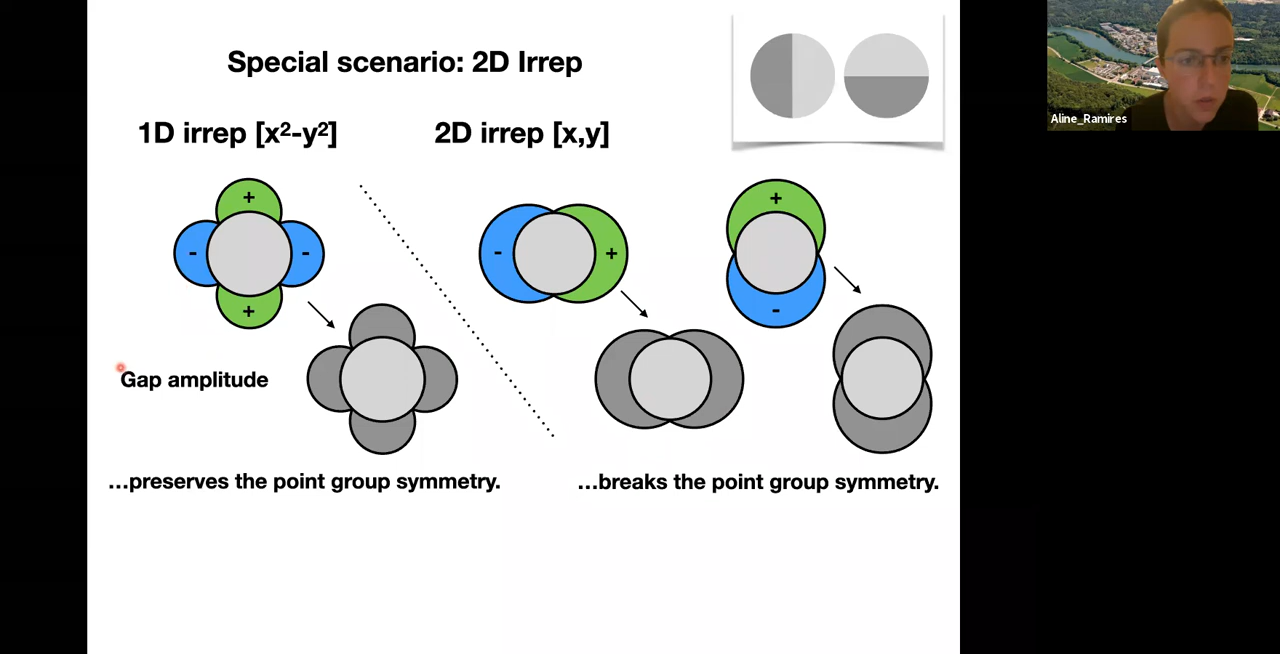 Special scenario: 2D Irrep
1D irrep [x²-y²]
2D irrep [x,y]
Aline_Ramires
+
- -
+
- +
+
-
Gap amplitude
...preserves the point group symmetry.
...breaks the point group symmetry.